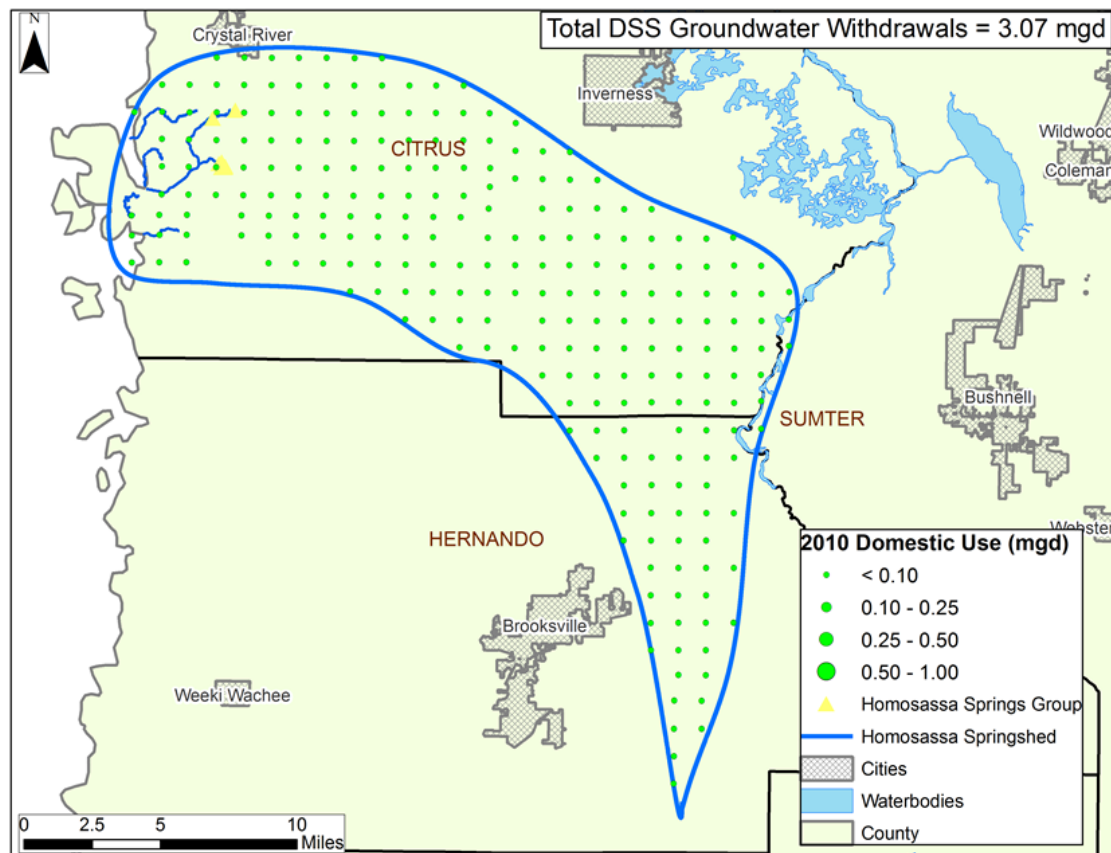 N
Crystal River
Total DSS Groundwater Withdrawals = 3.07 mgd
Inverness
Wildwood
Coleman
CITRUS
Bushnell
SUMTER
Webster
HERNANDO
Brooksville
Weeki Wachee
2010 Domestic Use (mgd)
< 0.10
0.10 - 0.25
0.25 - 0.50
0.50 - 1.00
Homosassa Springs Group
Homosassa Springshed
Cities
Waterbodies
County
0 2.5 5 10
Miles